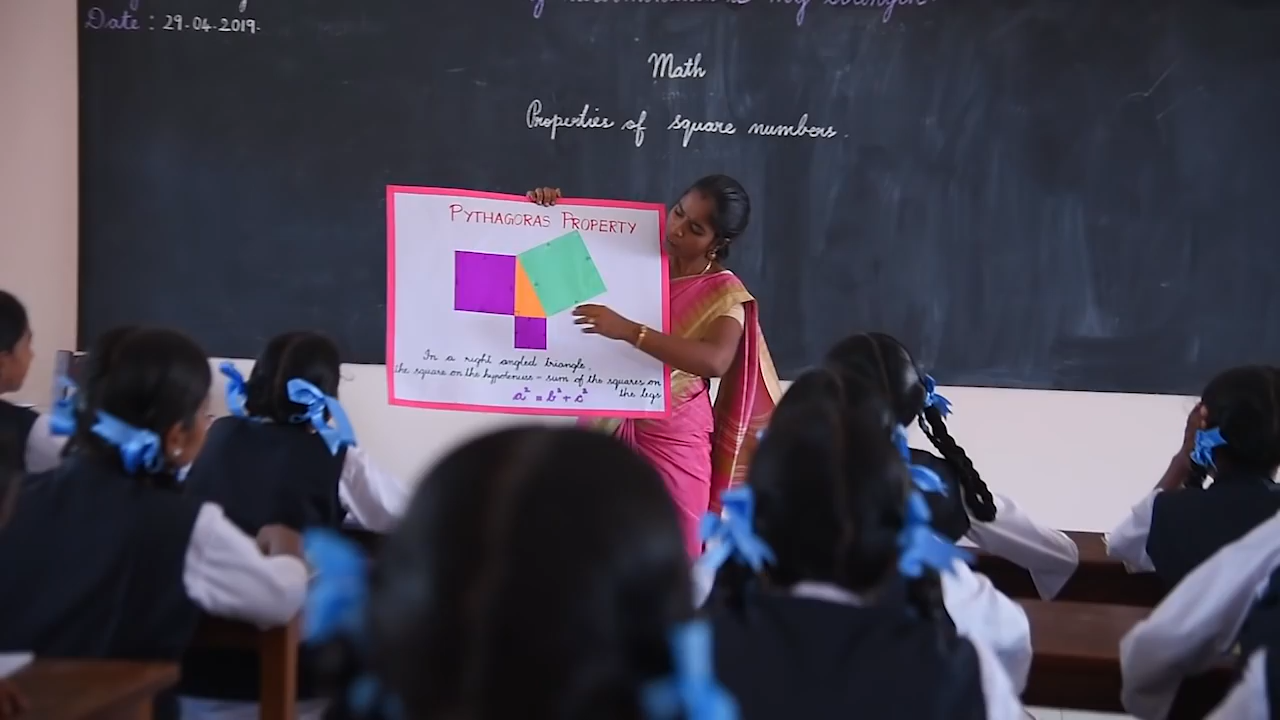 Date : 29.04.2019.
Math
Properties of square numbers.
PYTHAGORAS PROPERTY
In a right angled triangle,
the square on the hypotenuse = sum of the squares on
the legs
a² = b² + c²